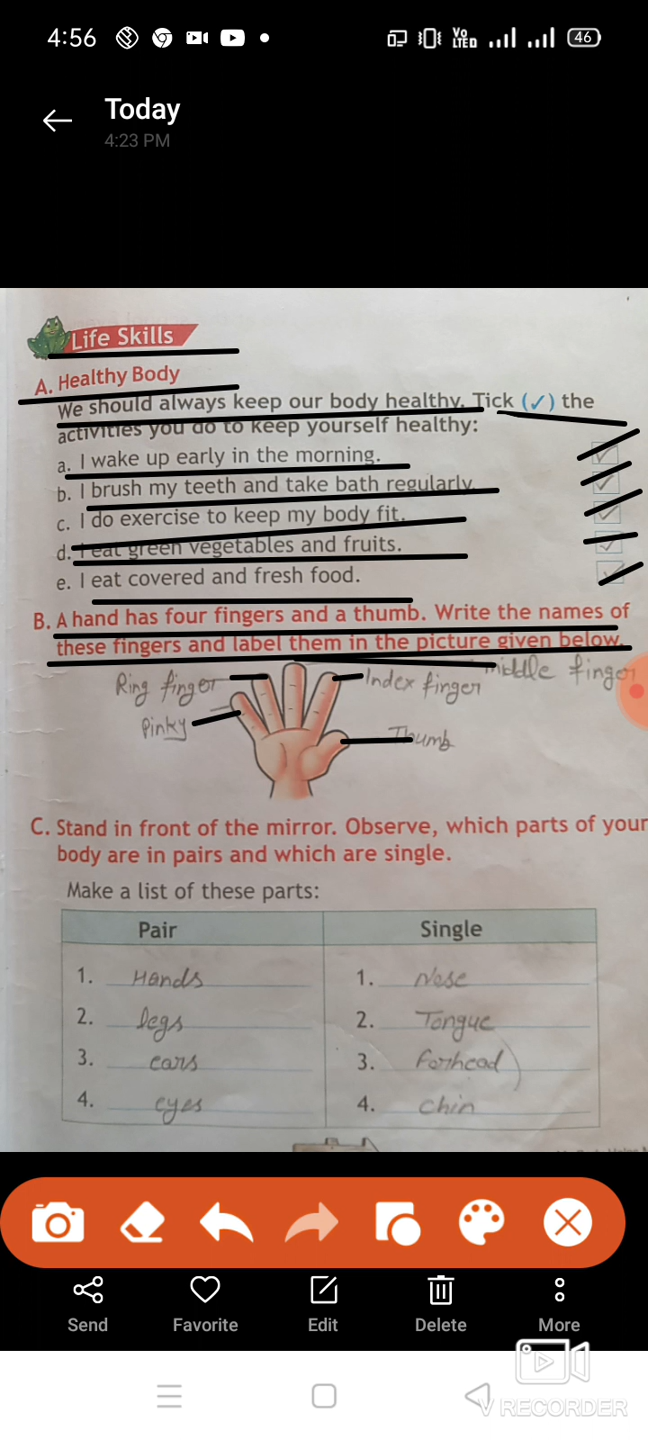 4:56
Vo
LTE
46
Today
4:23 PM
Life Skills
A. Healthy Body
We should always keep our body healthy. Tick (✓) the
activities you do to keep yourself healthy:
a. I wake up early in the morning.
b. I brush my teeth and take bath regularly.
c. I do exercise to keep my body fit.
d. I eat green vegetables and fruits.
e. I eat covered and fresh food.
B. A hand has four fingers and a thumb. Write the names of
these fingers and label them in the picture given below.
Ring finger
Index finger
middle finger
Pinky
Thumb
C. Stand in front of the mirror. Observe, which parts of your
body are in pairs and which are single.
Make a list of these parts:
Pair Single
1. Hands 1. Nose
2. legs 2. Tongue
3. ears 3. Forhead
4. eyes 4. Chin
Send Favorite Edit Delete More
V RECORDER